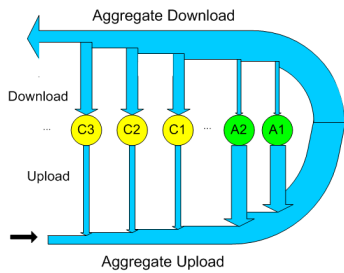 Aggregate Download
Download
... C3 C2 C1 ... A2 A1
Upload
Aggregate Upload